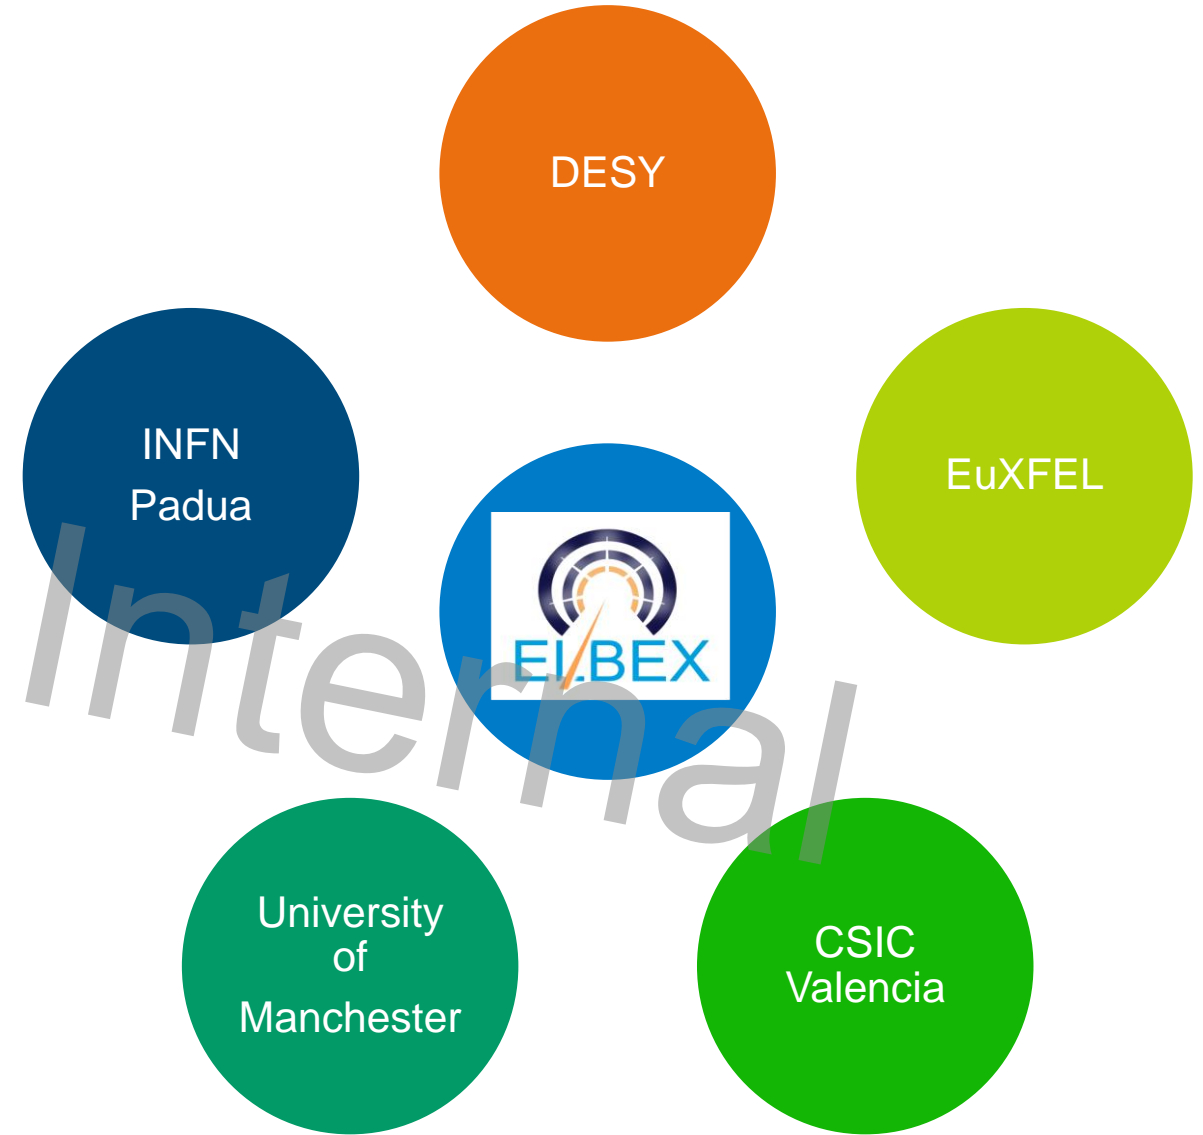 DESY
INFN
Padua
EuXFEL
ELBEX
Internal
University
of
Manchester
CSIC
Valencia